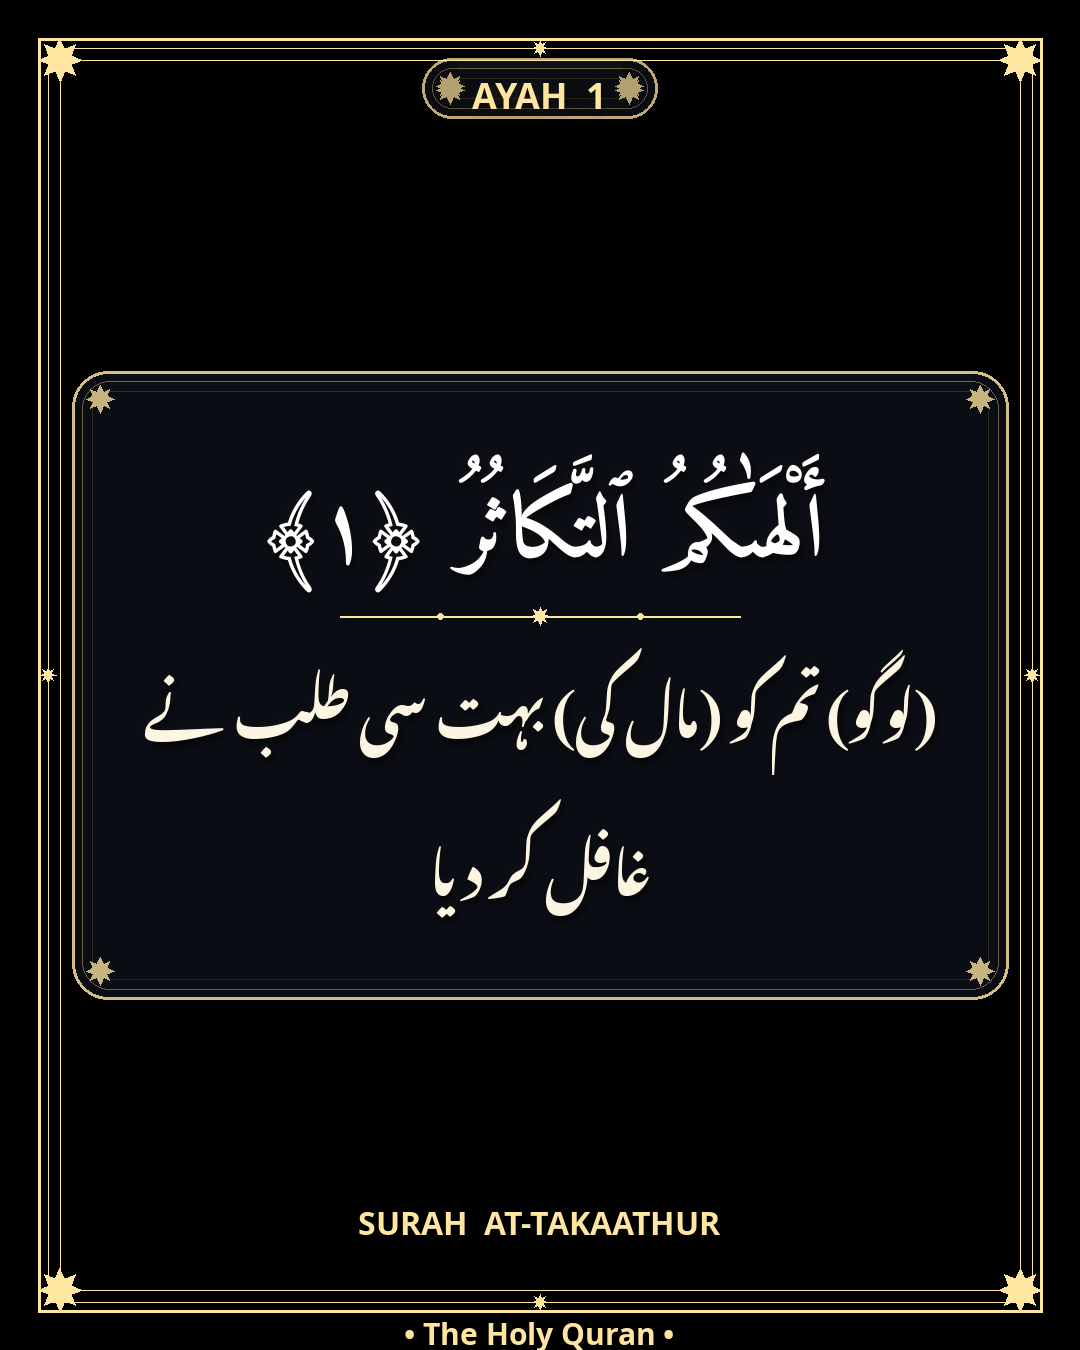 AYAH 1
أَلْهَىٰكُمُ ٱلتَّكَاثُرُ ﴿١﴾
(لوگو) تم کو (مال کی) بہت سی طلب نے
غافل کر دیا
SURAH AT-TAKAATHUR
• The Holy Quran •